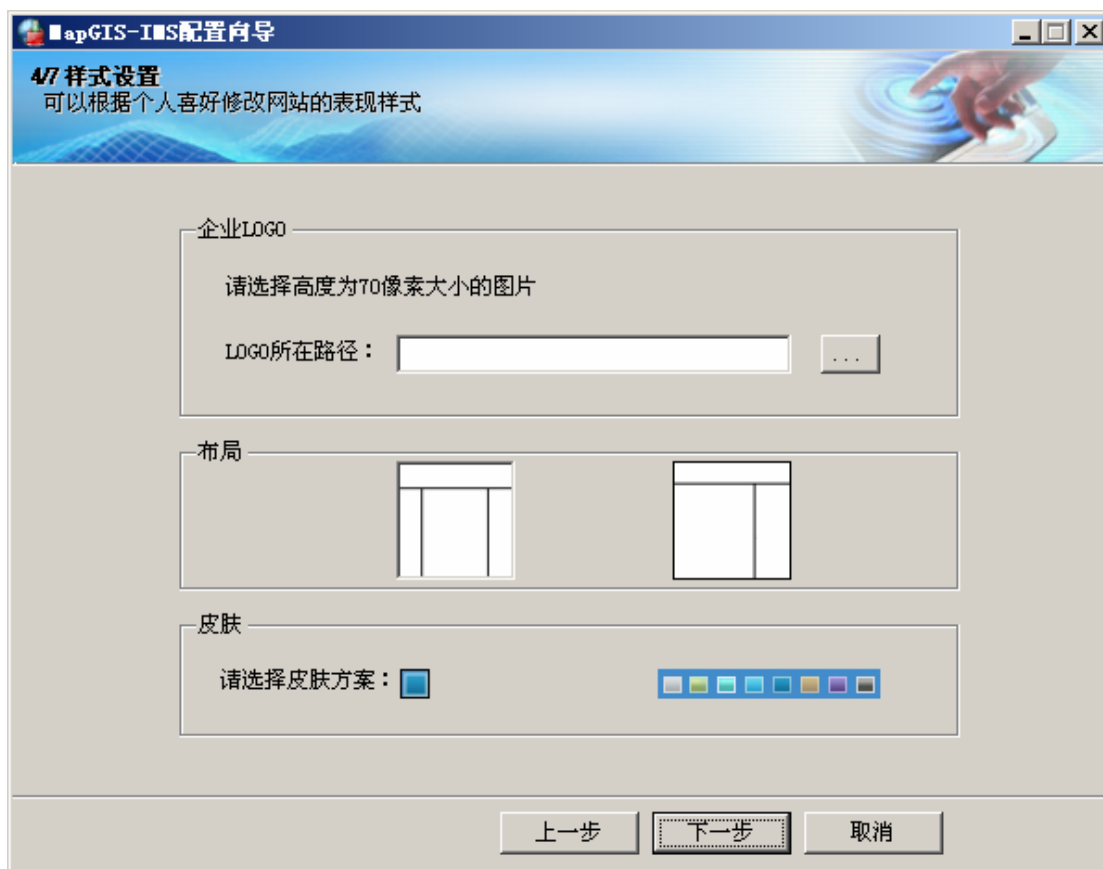 MapGIS-IMS配置向导
4/7 样式设置
可以根据个人喜好修改网站的表现样式
企业LOGO
请选择高度为70像素大小的图片
LOGO所在路径：
...
布局
皮肤
请选择皮肤方案：
上一步
下一步
取消